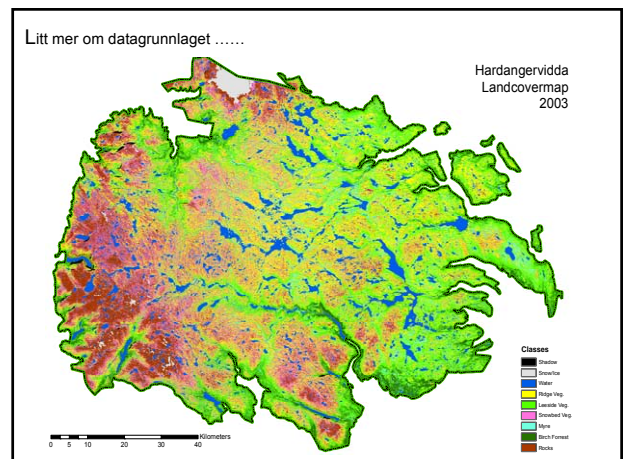 Litt mer om datagrunnlaget ……
Hardangervidda
Landcovermap
2003
Classes
Shadow
Snow/Ice
Water
Ridge Veg.
Leeside Veg.
Snowbed Veg.
Myre
Birch Forrest
Rocks
Kilometers
0 5 10 20 30 40